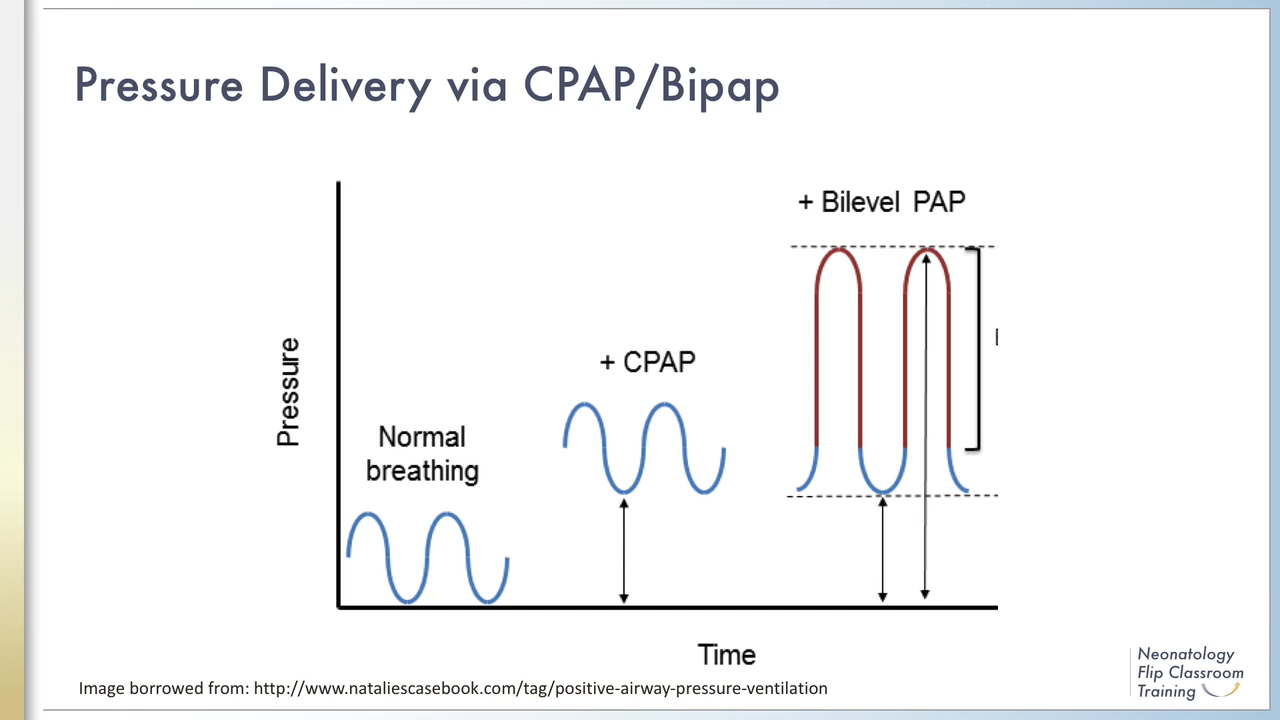 Pressure Delivery via CPAP/Bipap
+ Bilevel PAP
+ CPAP
Normal
breathing
Pressure
Time
Image borrowed from: http://www.nataliescasebook.com/tag/positive-airway-pressure-ventilation
Neonatology
Flip Classroom
Training